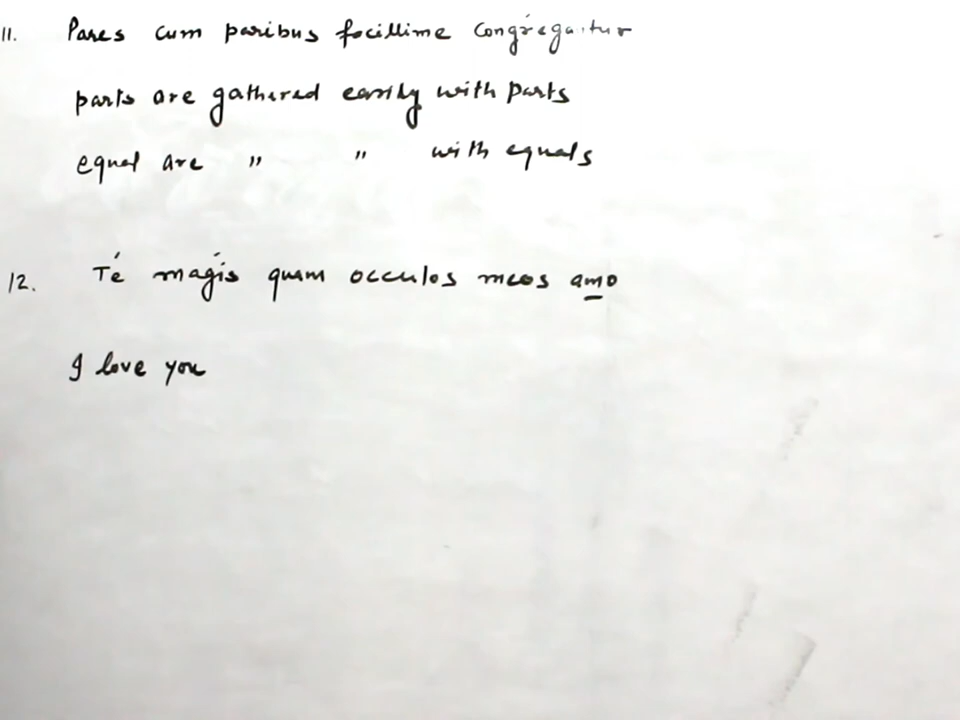 11. Pares cum paribus facillime congregantur
parts are gathered easily with parts
equal are " " with equals
12. Té magís quam occulos meos amo
I love you